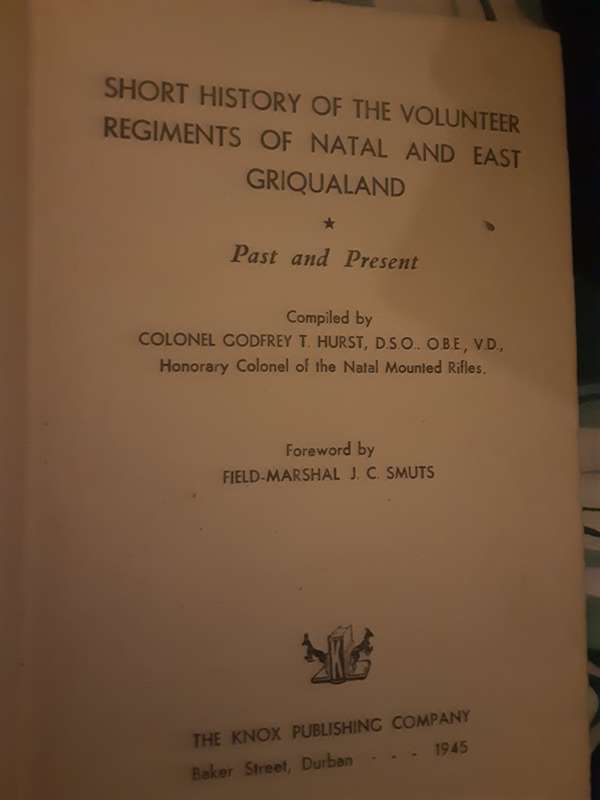 SHORT HISTORY OF THE VOLUNTEER
REGIMENTS OF NATAL AND EAST
GRIQUALAND
★
Past and Present
Compiled by
COLONEL GODFREY T. HURST, D.S.O., O.B.E., V.D.,
Honorary Colonel of the Natal Mounted Rifles.
Foreword by
FIELD-MARSHAL J. C. SMUTS
K
THE KNOX PUBLISHING COMPANY
Baker Street, Durban - - - 1945